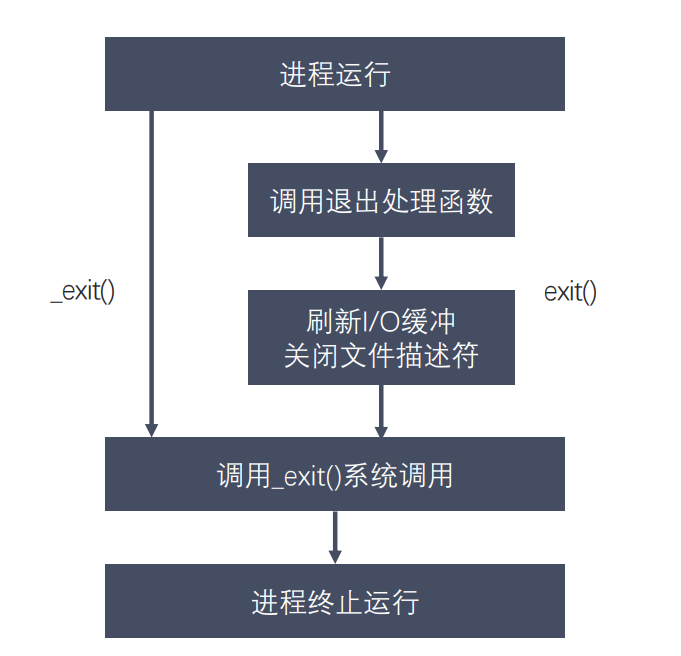 进程运行
调用退出处理函数
_exit()
exit()
刷新I/O缓冲
关闭文件描述符
调用_exit()系统调用
进程终止运行